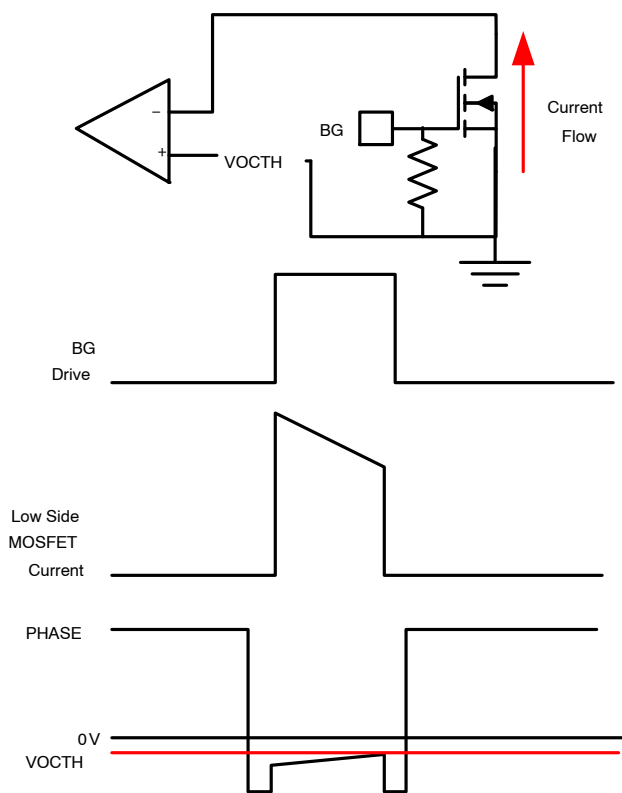 −
+
VOCTH
BG
Current
Flow
BG
Drive
Low Side
MOSFET
Current
PHASE
0V
VOCTH